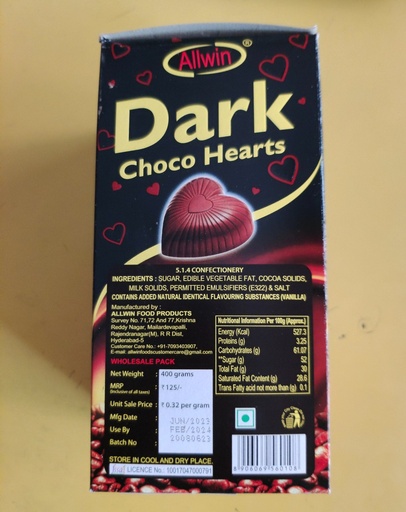 Allwin®
Dark
Choco Hearts
5.1.4 CONFECTIONERY
INGREDIENTS : SUGAR, EDIBLE VEGETABLE FAT, COCOA SOLIDS,
MILK SOLIDS, PERMITTED EMULSIFIERS (E322) & SALT
CONTAINS ADDED NATURAL IDENTICAL FLAVOURING SUBSTANCES (VANILLA)
Manufactured by :
ALLWIN FOOD PRODUCTS
Survey No. 71,72 And 77,Krishna
Reddy Nagar, Mailardevapalli,
Rajendranagar(M), R R Dist.
Hyderabad-5
Customer Care No.: +91-7093403907,
E-mail: allwinfoodscustomercare@gmail.com
WHOLESALE PACK
Net Weight : 400 grams
MRP : ₹125/-
(Inclusive of all taxes)
Unit Sale Price : ₹0.32 per gram
Mfg Date
Use By
Batch No
STORE IN COOL AND DRY PLACE.
fssai LICENCE No. 10017047000791
Nutritional Information Per 100g (Approx.)
Energy (Kcal) 527.3
Proteins (g) 3.25
Carbohydrates (g) 61.07
**Sugar (g) 52
Total Fat (g) 30
Saturated Fat Content (g) 28.6
Trans Fatty acid not more than (g) 0.1